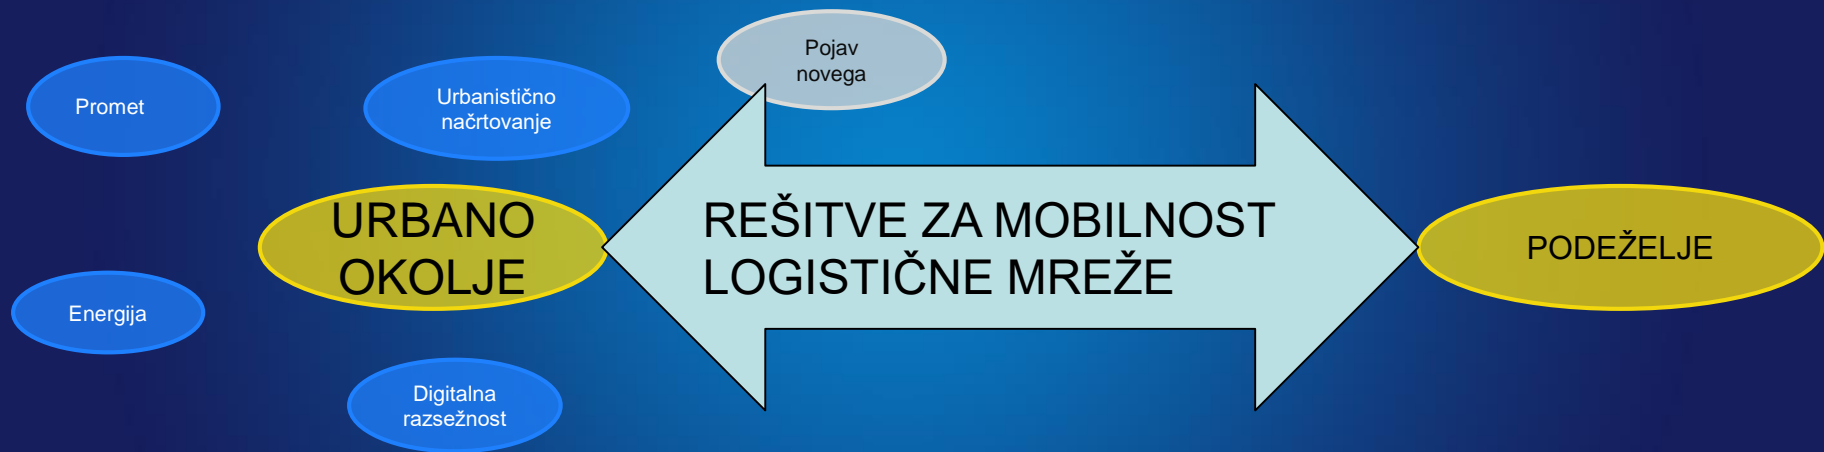 Pojav
novega
Promet
Urbanistično
načrtovanje
URBANO
OKOLJE
REŠITVE ZA MOBILNOST
LOGISTIČNE MREŽE
PODEŽELJE
Energija
Digitalna
razsežnost